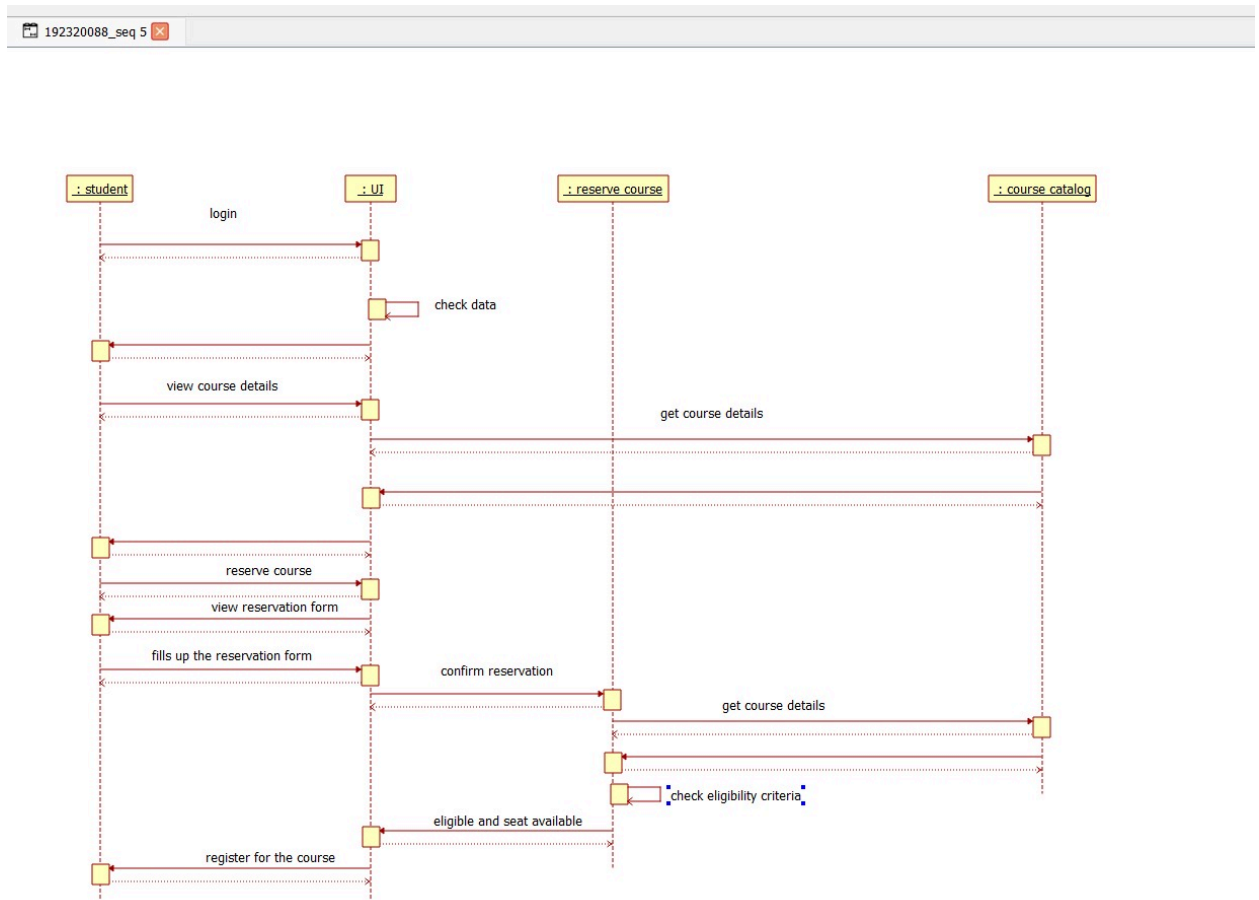 192320088_seq 5
_: student
_: UI
_: reserve course
_: course catalog
login
check data
view course details
get course details
reserve course
view reservation form
fills up the reservation form
confirm reservation
get course details
check eligibility criteria
eligible and seat available
register for the course